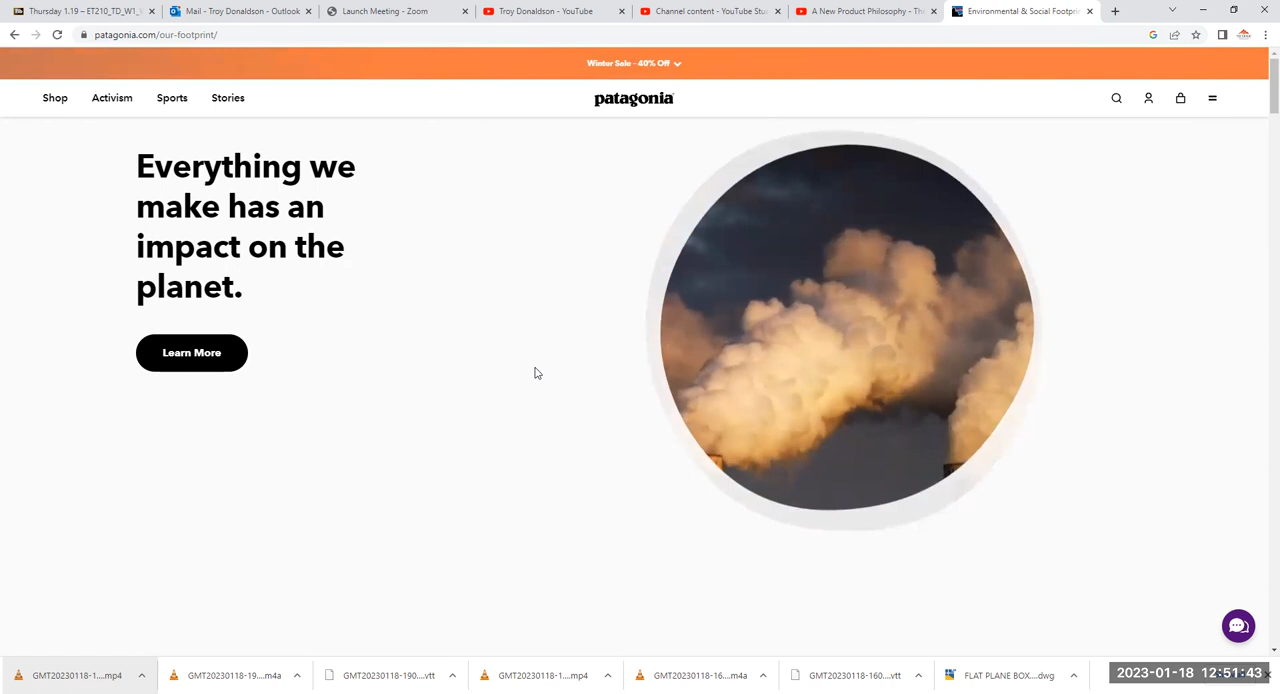 Thursday 1.19 – ET210_TD_W1_
Mail - Troy Donaldson - Outlook
Launch Meeting - Zoom
Troy Donaldson - YouTube
Channel content - YouTube Stu
A New Product Philosophy - Th
Environmental & Social Footprin
patagonia.com/our-footprint/
Winter Sale - 40% Off
Shop
Activism
Sports
Stories
patagonia
Everything we
make has an
impact on the
planet.
Learn More
GMT20230118-1....mp4
GMT20230118-19....m4a
GMT20230118-190....vtt
GMT20230118-1....mp4
GMT20230118-16....m4a
GMT20230118-160....vtt
FLAT PLANE BOX....dwg
2023-01-18 12:51:43